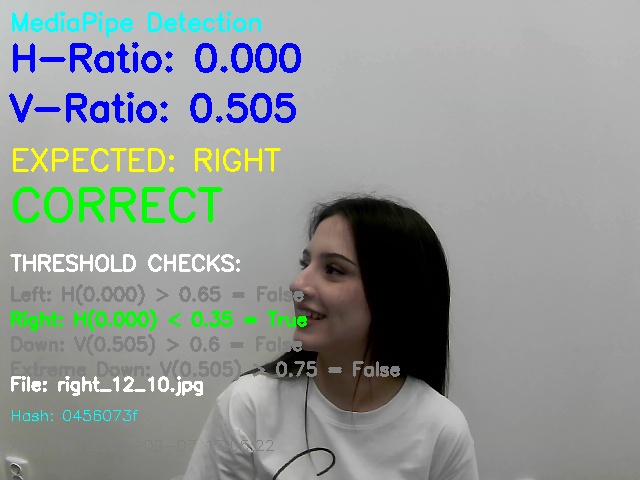 MediaPipe Detection
H-Ratio: 0.000
V-Ratio: 0.505
EXPECTED: RIGHT
CORRECT
THRESHOLD CHECKS:
Left: H(0.000) > 0.65 = False
Right: H(0.000) < 0.35 = True
Down: V(0.505) > 0.6 = False
Extreme Down: V(0.505) > 0.75 = False
File: right_12_10.jpg
Hash: 0456073f